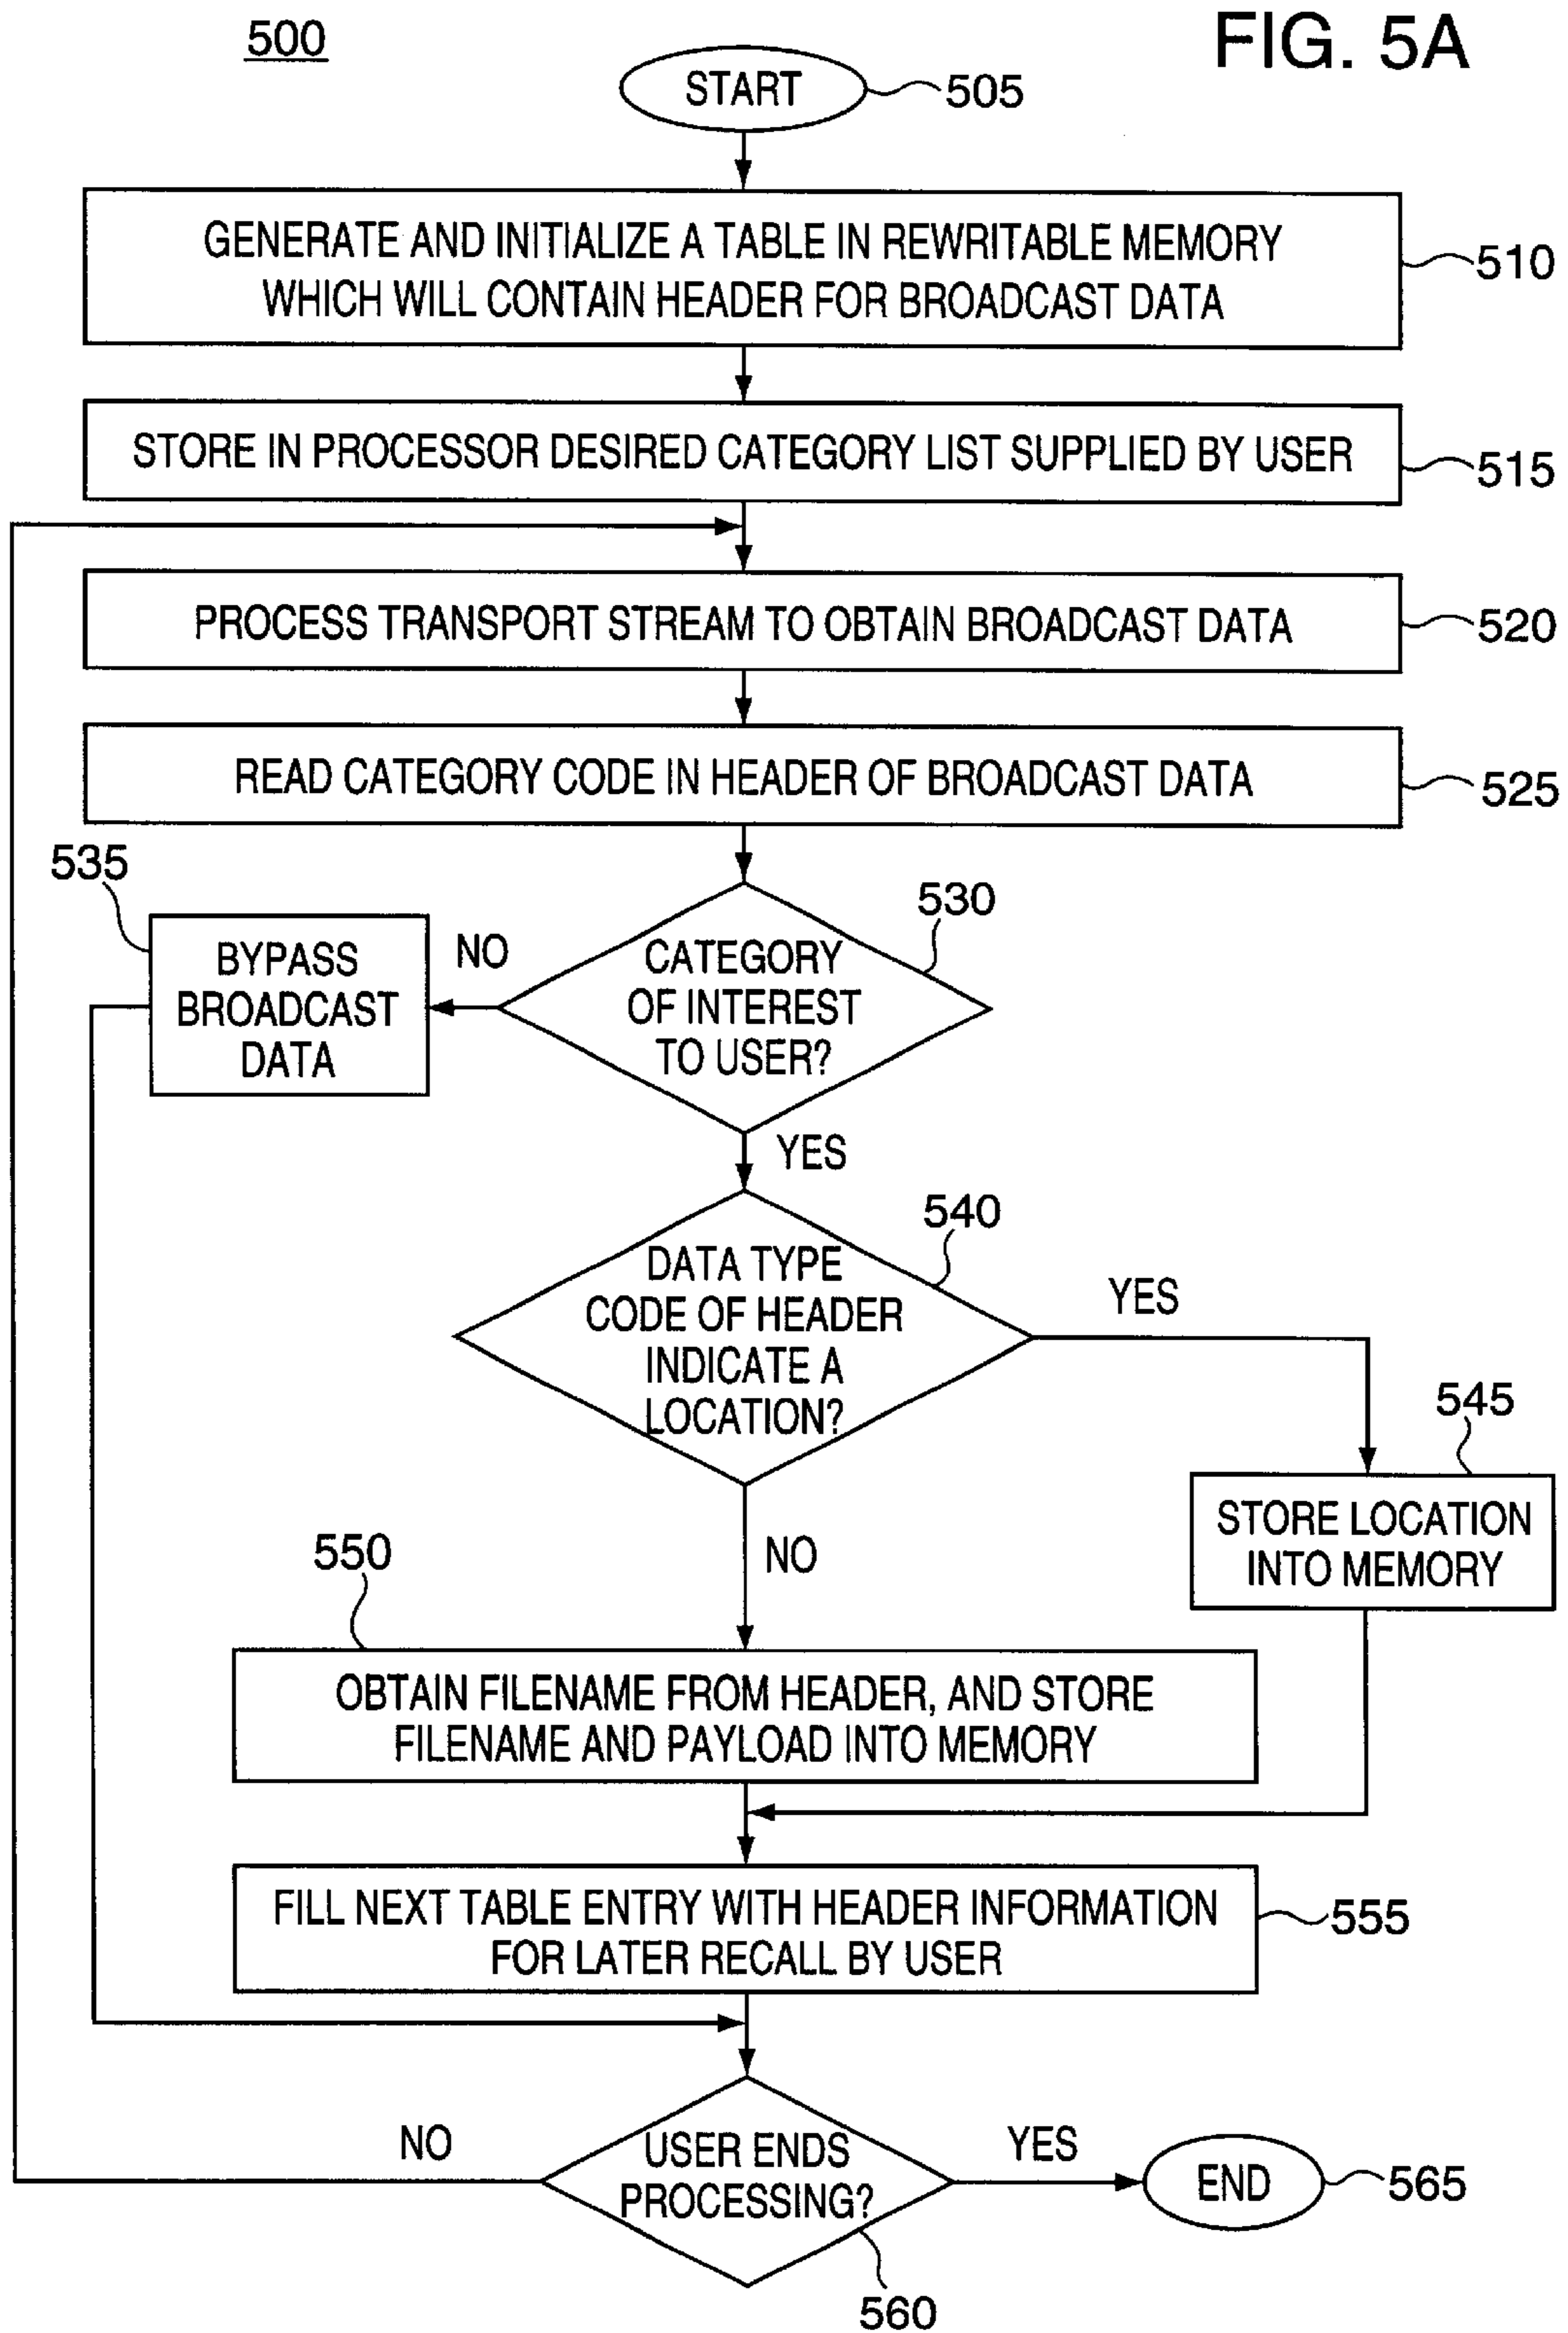 500
FIG. 5A
START
505
GENERATE AND INITIALIZE A TABLE IN REWRITABLE MEMORY
WHICH WILL CONTAIN HEADER FOR BROADCAST DATA
510
STORE IN PROCESSOR DESIRED CATEGORY LIST SUPPLIED BY USER
515
PROCESS TRANSPORT STREAM TO OBTAIN BROADCAST DATA
520
READ CATEGORY CODE IN HEADER OF BROADCAST DATA
525
535
BYPASS
BROADCAST
DATA
NO
530
CATEGORY
OF INTEREST
TO USER?
YES
540
DATA TYPE
CODE OF HEADER
INDICATE A
LOCATION?
YES
545
STORE LOCATION
INTO MEMORY
NO
550
OBTAIN FILENAME FROM HEADER, AND STORE
FILENAME AND PAYLOAD INTO MEMORY
FILL NEXT TABLE ENTRY WITH HEADER INFORMATION
FOR LATER RECALL BY USER
555
NO
USER ENDS
PROCESSING?
YES
END
565
560